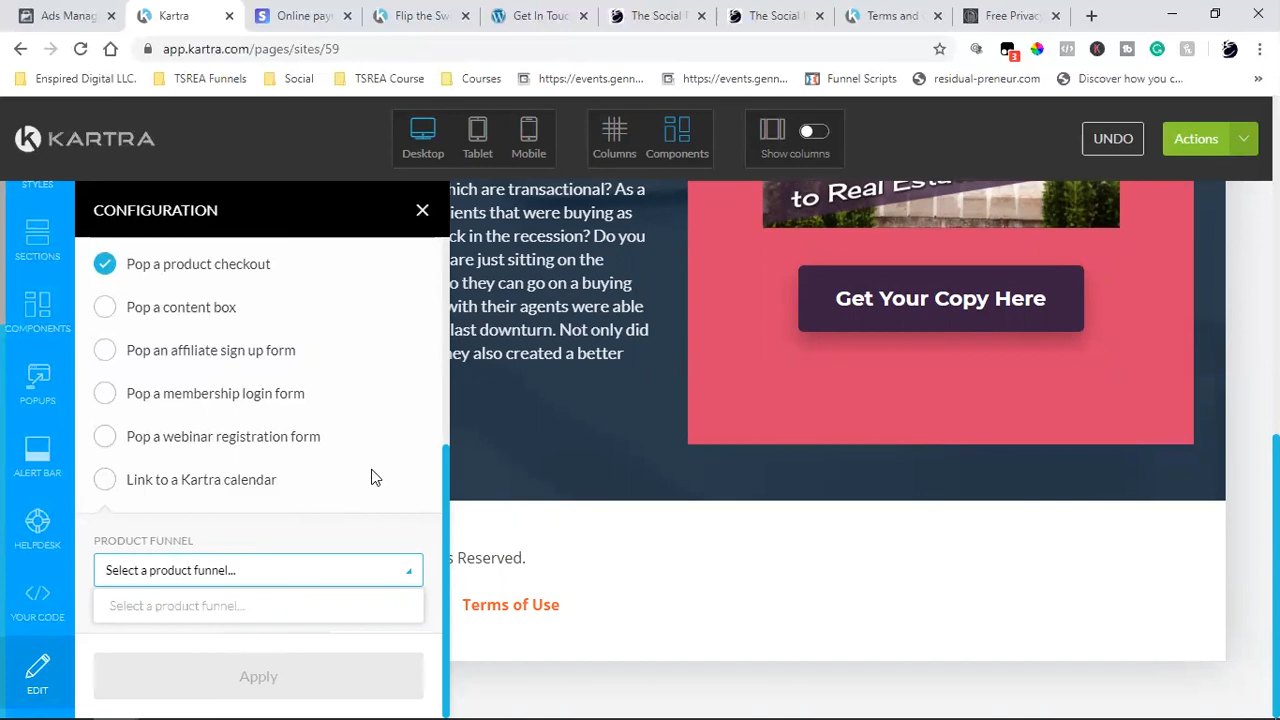 Ads Manag
Kartra
Online pay
Flip the Sw
Get In Touc
The Social
The Social
Terms and
Free Privac
app.kartra.com/pages/sites/59
3
Enspired Digital LLC.
TSREA Funnels
Social
TSREA Course
Courses
https://events.genn...
https://events.genn...
Funnel Scripts
residual-preneur.com
Discover how you c...
KARTRA
Desktop
Tablet
Mobile
Columns
Components
Show columns
UNDO
Actions
STYLES
SECTIONS
COMPONENTS
POPUPS
ALERT BAR
HELPDESK
YOUR CODE
EDIT
CONFIGURATION
Pop a product checkout
Pop a content box
Pop an affiliate sign up form
Pop a membership login form
Pop a webinar registration form
Link to a Kartra calendar
PRODUCT FUNNEL
Select a product funnel...
Select a product funnel...
Apply
hich are transactional? As a
ients that were buying as
ck in the recession? Do you
are just sitting on the
o they can go on a buying
with their agents were able
last downturn. Not only did
ey also created a better
to Real Esta
Get Your Copy Here
s Reserved.
Terms of Use